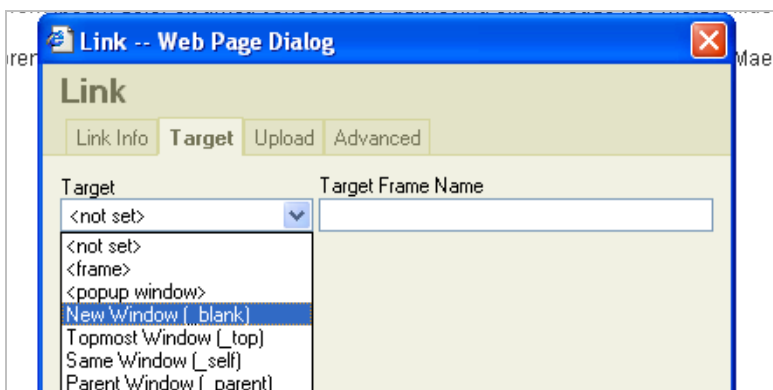 Link -- Web Page Dialog
Link
Link Info Target Upload Advanced
Target Target Frame Name
<not set>
<not set>
<frame>
<popup window>
New Window (_blank)
Topmost Window (_top)
Same Window (_self)
Parent Window (_parent)